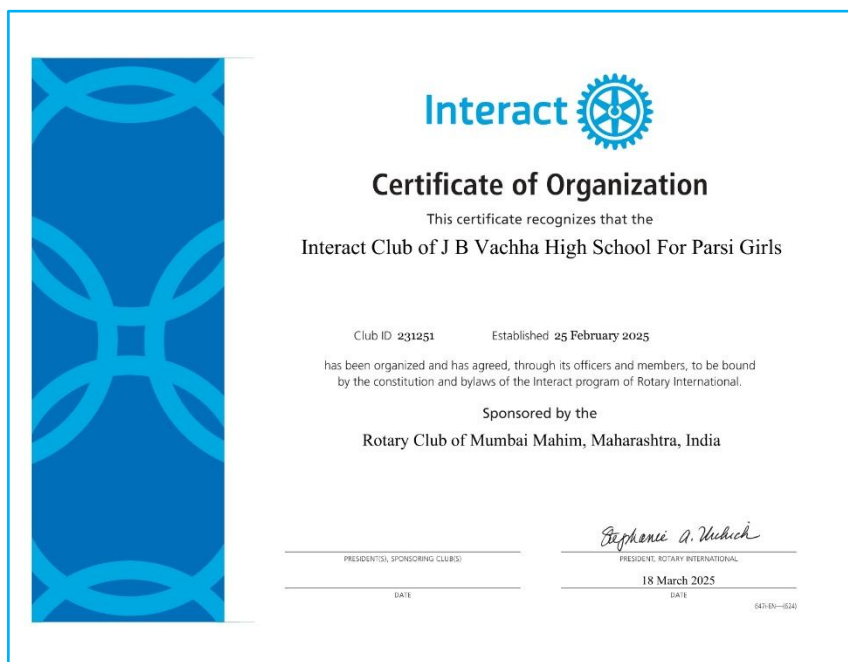 Interact
Certificate of Organization
This certificate recognizes that the
Interact Club of J B Vachha High School For Parsi Girls
Club ID 231251 Established 25 February 2025
has been organized and has agreed, through its officers and members, to be bound
by the constitution and bylaws of the Interact program of Rotary International.
Sponsored by the
Rotary Club of Mumbai Mahim, Maharashtra, India
Stephanie A. Urchick
PRESIDENT(S), SPONSORING CLUB(S) PRESIDENT, ROTARY INTERNATIONAL
18 March 2025
DATE DATE
647I-EN—(624)